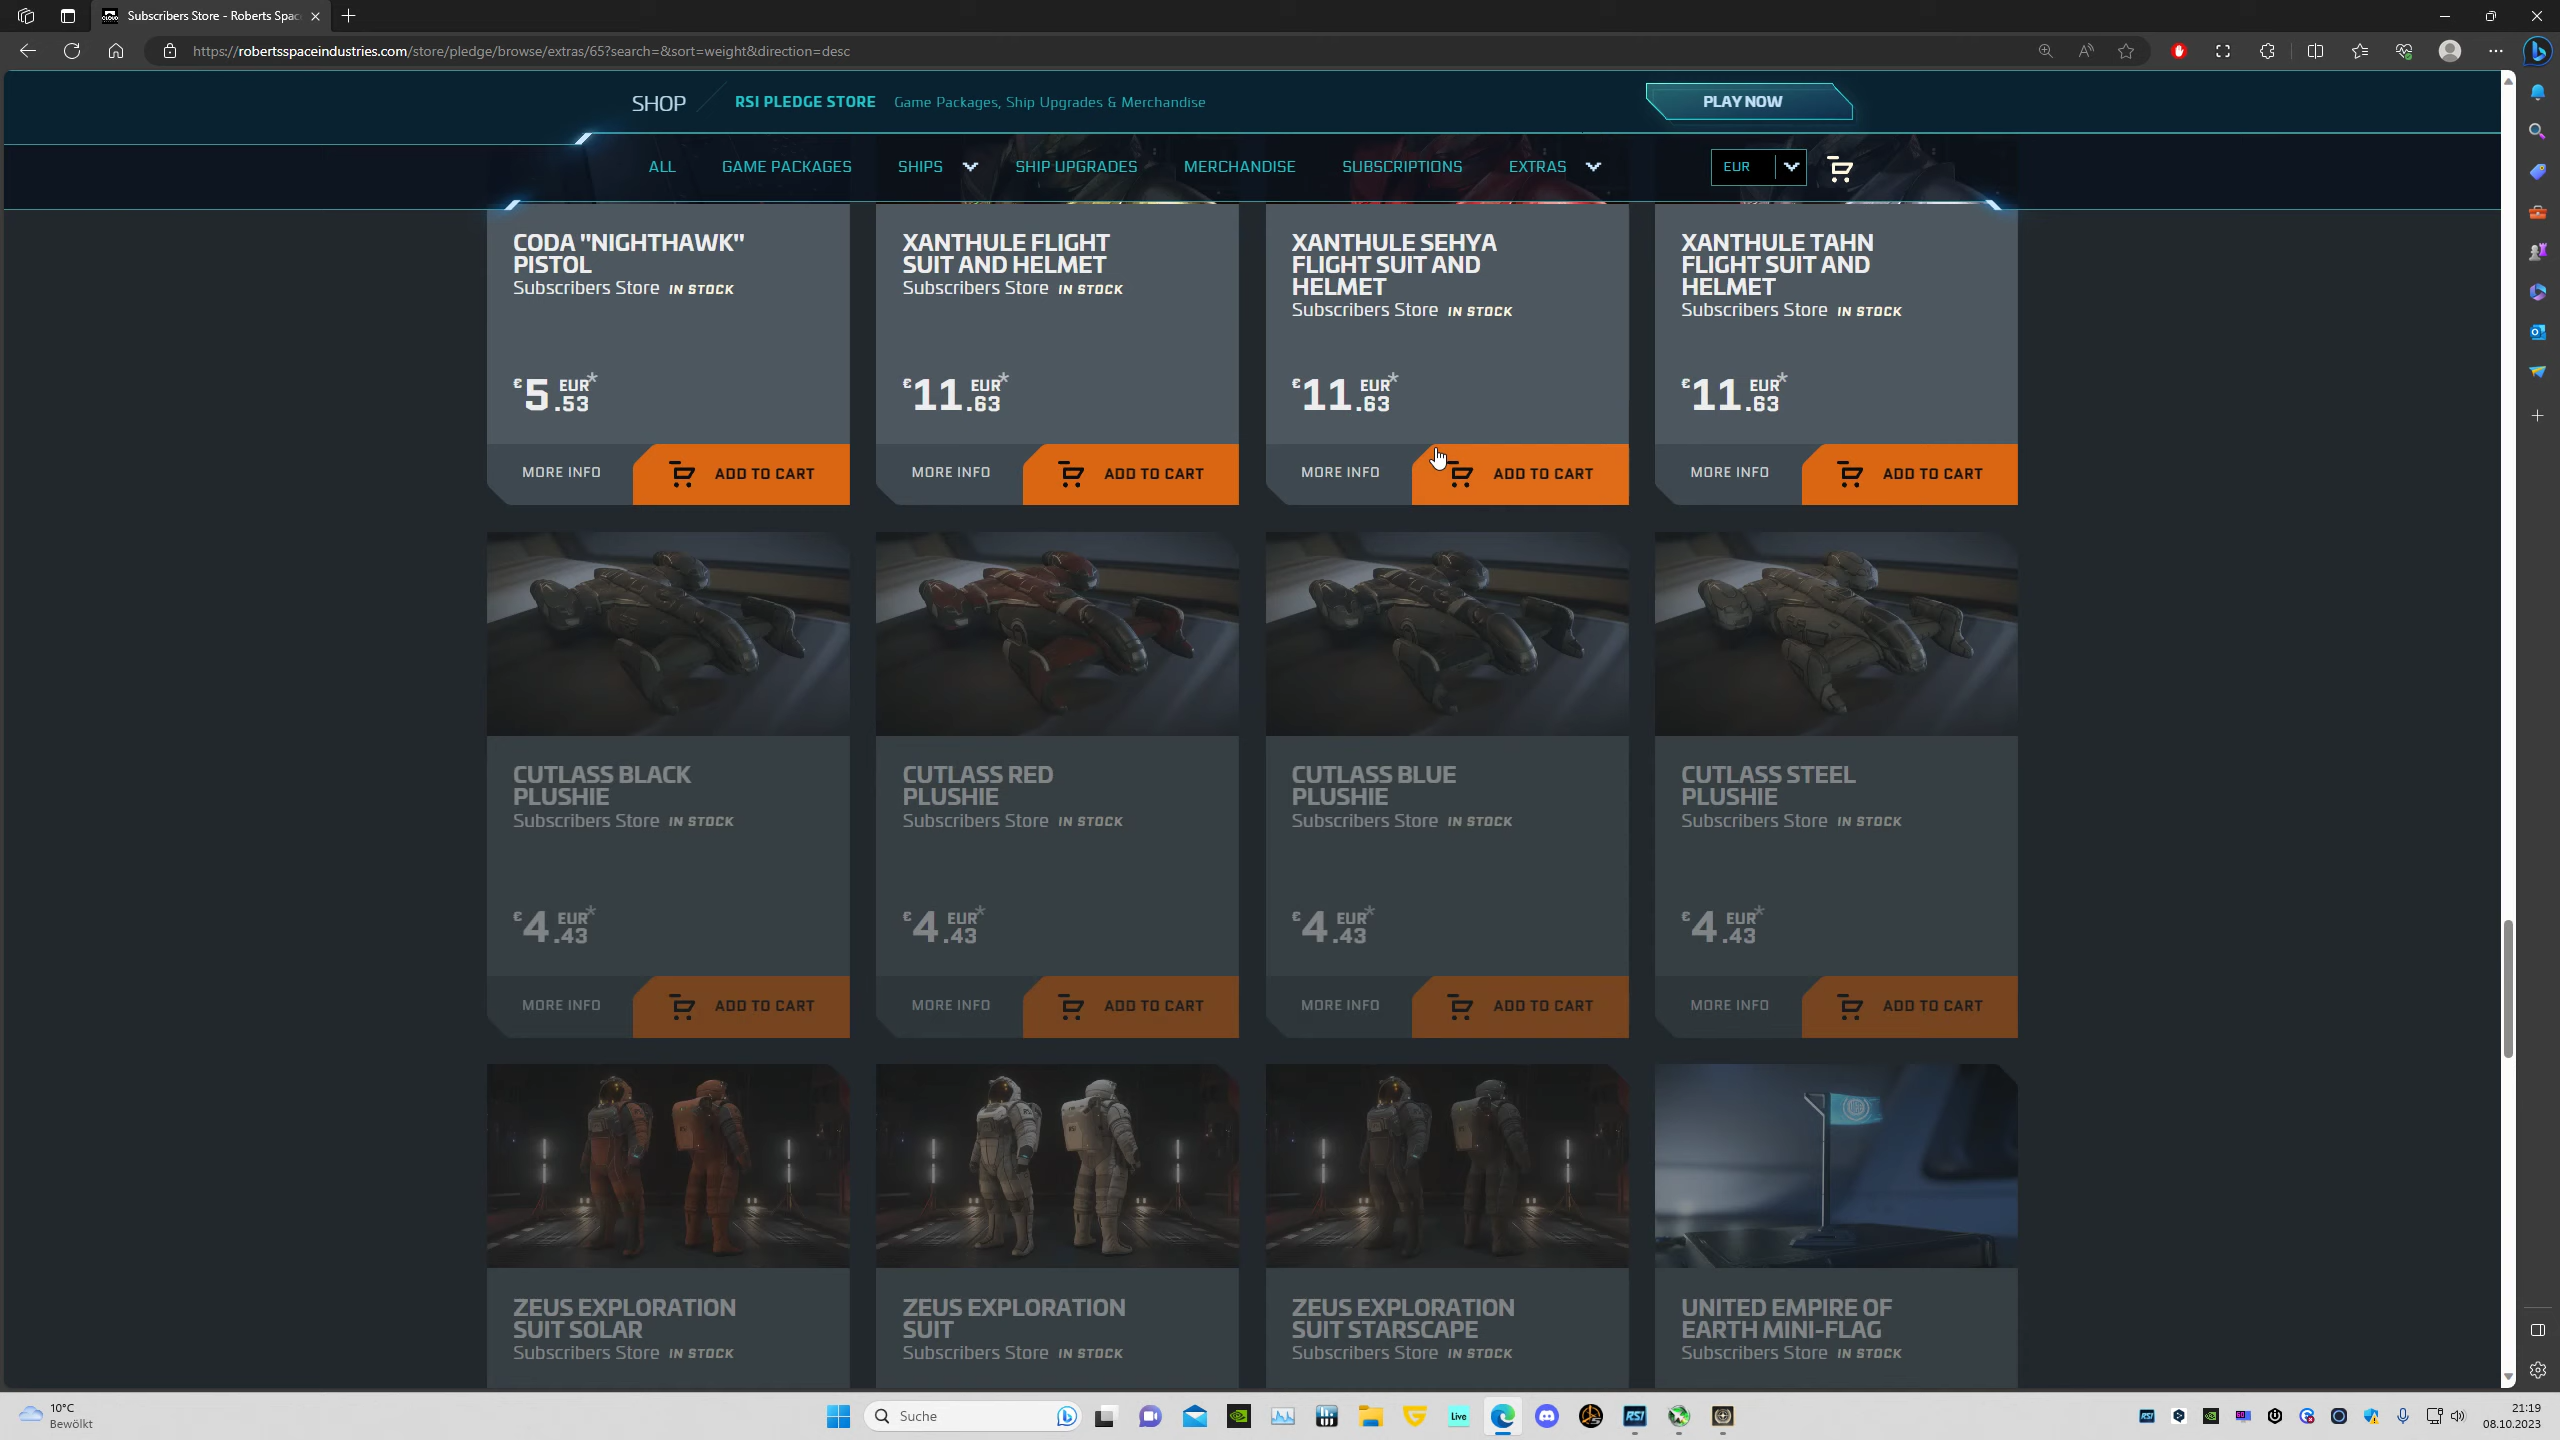 Subscribers Store - Roberts Spac
https://robertsspaceindustries.com/store/pledge/browse/extras/65?search=&sort=weight&direction=desc
SHOP
RSI PLEDGE STORE Game Packages, Ship Upgrades & Merchandise
PLAY NOW
ALL GAME PACKAGES SHIPS SHIP UPGRADES MERCHANDISE SUBSCRIPTIONS EXTRAS EUR
CODA "NIGHTHAWK"
PISTOL
Subscribers Store IN STOCK
€5.53 EUR*
MORE INFO ADD TO CART
XANTHULE FLIGHT
SUIT AND HELMET
Subscribers Store IN STOCK
€11.63 EUR*
MORE INFO ADD TO CART
XANTHULE SEHYA
FLIGHT SUIT AND
HELMET
Subscribers Store IN STOCK
€11.63 EUR*
MORE INFO ADD TO CART
XANTHULE TAHN
FLIGHT SUIT AND
HELMET
Subscribers Store IN STOCK
€11.63 EUR*
MORE INFO ADD TO CART
CUTLASS BLACK
PLUSHIE
Subscribers Store IN STOCK
€4.43 EUR*
MORE INFO ADD TO CART
CUTLASS RED
PLUSHIE
Subscribers Store IN STOCK
€4.43 EUR*
MORE INFO ADD TO CART
CUTLASS BLUE
PLUSHIE
Subscribers Store IN STOCK
€4.43 EUR*
MORE INFO ADD TO CART
CUTLASS STEEL
PLUSHIE
Subscribers Store IN STOCK
€4.43 EUR*
MORE INFO ADD TO CART
ZEUS EXPLORATION
SUIT SOLAR
Subscribers Store IN STOCK
ZEUS EXPLORATION
SUIT
Subscribers Store IN STOCK
ZEUS EXPLORATION
SUIT STARSCAPE
Subscribers Store IN STOCK
UNITED EMPIRE OF
EARTH MINI-FLAG
Subscribers Store IN STOCK
10°C
Bewölkt
Suche
Live
RSI
21:19
08.10.2023